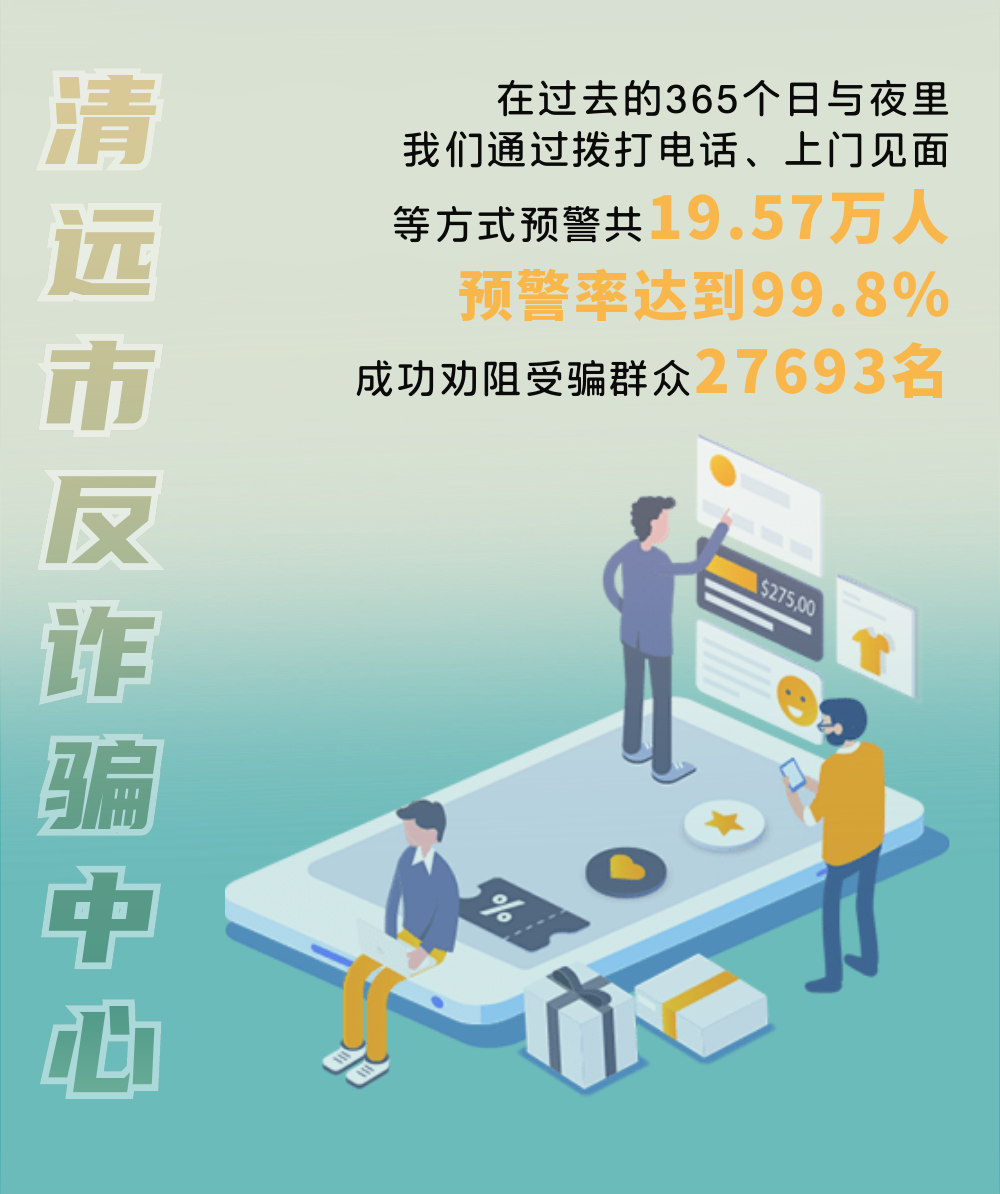 清远市反诈骗中心
在过去的365个日与夜里
我们通过拨打电话、上门见面
等方式预警共19.57万人
预警率达到99.8%
成功劝阻受骗群众27693名
$275,00
%